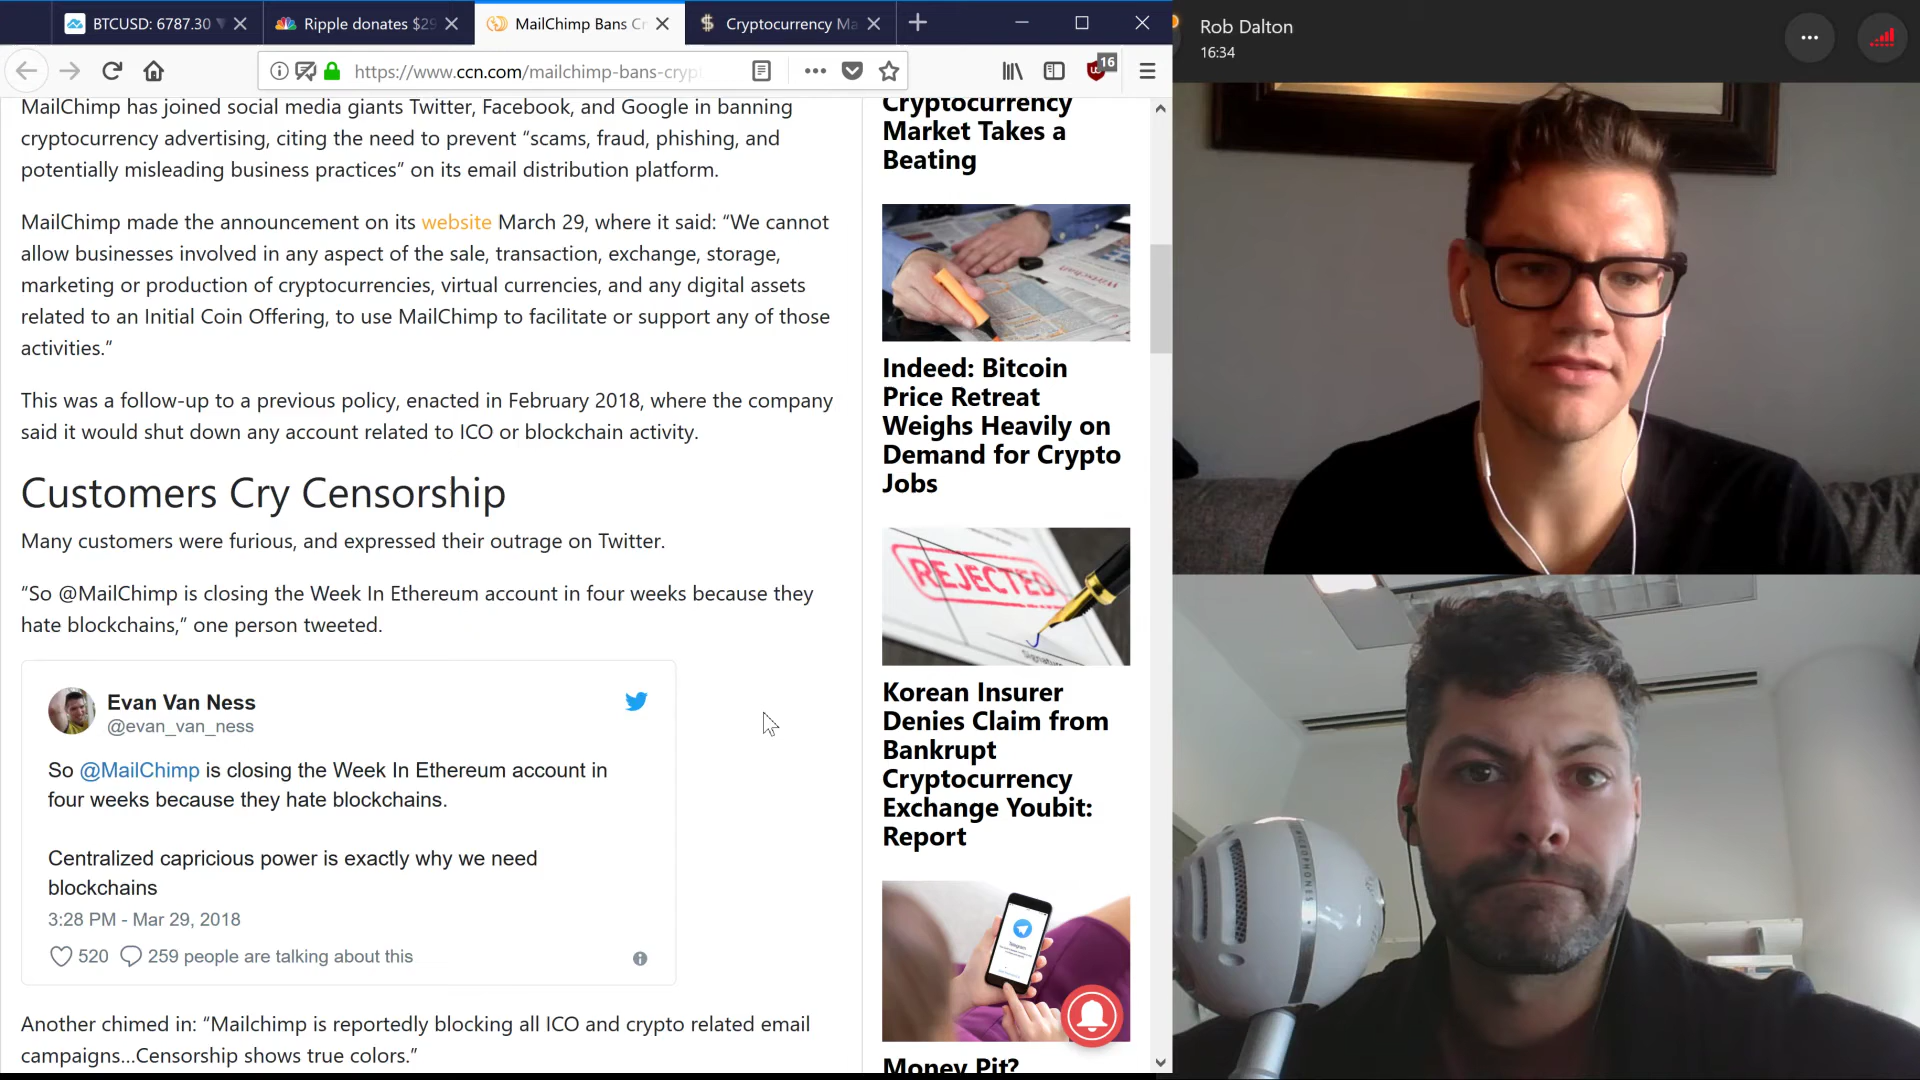 BTCUSD: 6787.30
Ripple donates $29
MailChimp Bans Cr
Cryptocurrency Ma
https://www.ccn.com/mailchimp-bans-cryp
16
MailChimp has joined social media giants Twitter, Facebook, and Google in banning
cryptocurrency advertising, citing the need to prevent “scams, fraud, phishing, and
potentially misleading business practices” on its email distribution platform.
MailChimp made the announcement on its website March 29, where it said: “We cannot
allow businesses involved in any aspect of the sale, transaction, exchange, storage,
marketing or production of cryptocurrencies, virtual currencies, and any digital assets
related to an Initial Coin Offering, to use MailChimp to facilitate or support any of those
activities.”
This was a follow-up to a previous policy, enacted in February 2018, where the company
said it would shut down any account related to ICO or blockchain activity.
Customers Cry Censorship
Many customers were furious, and expressed their outrage on Twitter.
“So @MailChimp is closing the Week In Ethereum account in four weeks because they
hate blockchains,” one person tweeted.
Evan Van Ness
@evan_van_ness
So @MailChimp is closing the Week In Ethereum account in
four weeks because they hate blockchains.
Centralized capricious power is exactly why we need
blockchains
3:28 PM - Mar 29, 2018
520
259 people are talking about this
Another chimed in: “Mailchimp is reportedly blocking all ICO and crypto related email
campaigns...Censorship shows true colors.”
Cryptocurrency
Market Takes a
Beating
Indeed: Bitcoin
Price Retreat
Weighs Heavily on
Demand for Crypto
Jobs
REJECTED
Korean Insurer
Denies Claim from
Bankrupt
Cryptocurrency
Exchange Youbit:
Report
Telegram
Money Pit?
Rob Dalton
16:34